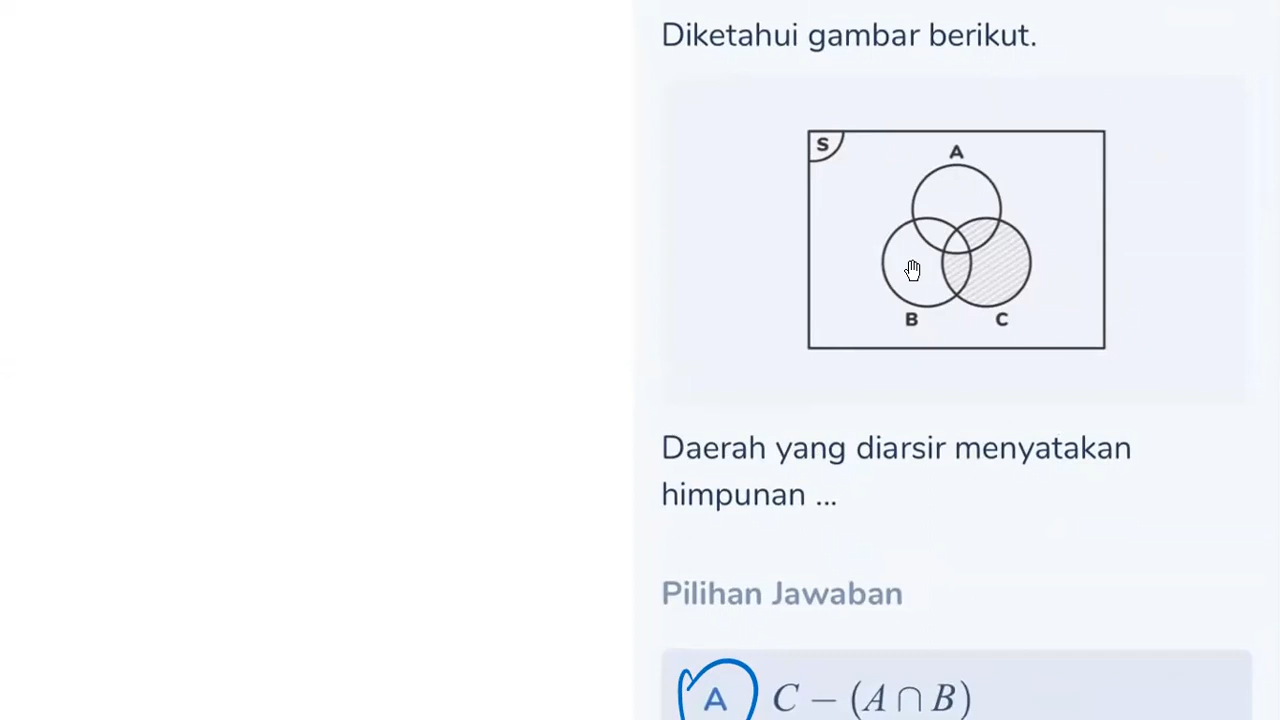 Diketahui gambar berikut.
S
A
B
C
Daerah yang diarsir menyatakan
himpunan ...
Pilihan Jawaban
A C − (A ∩ B)